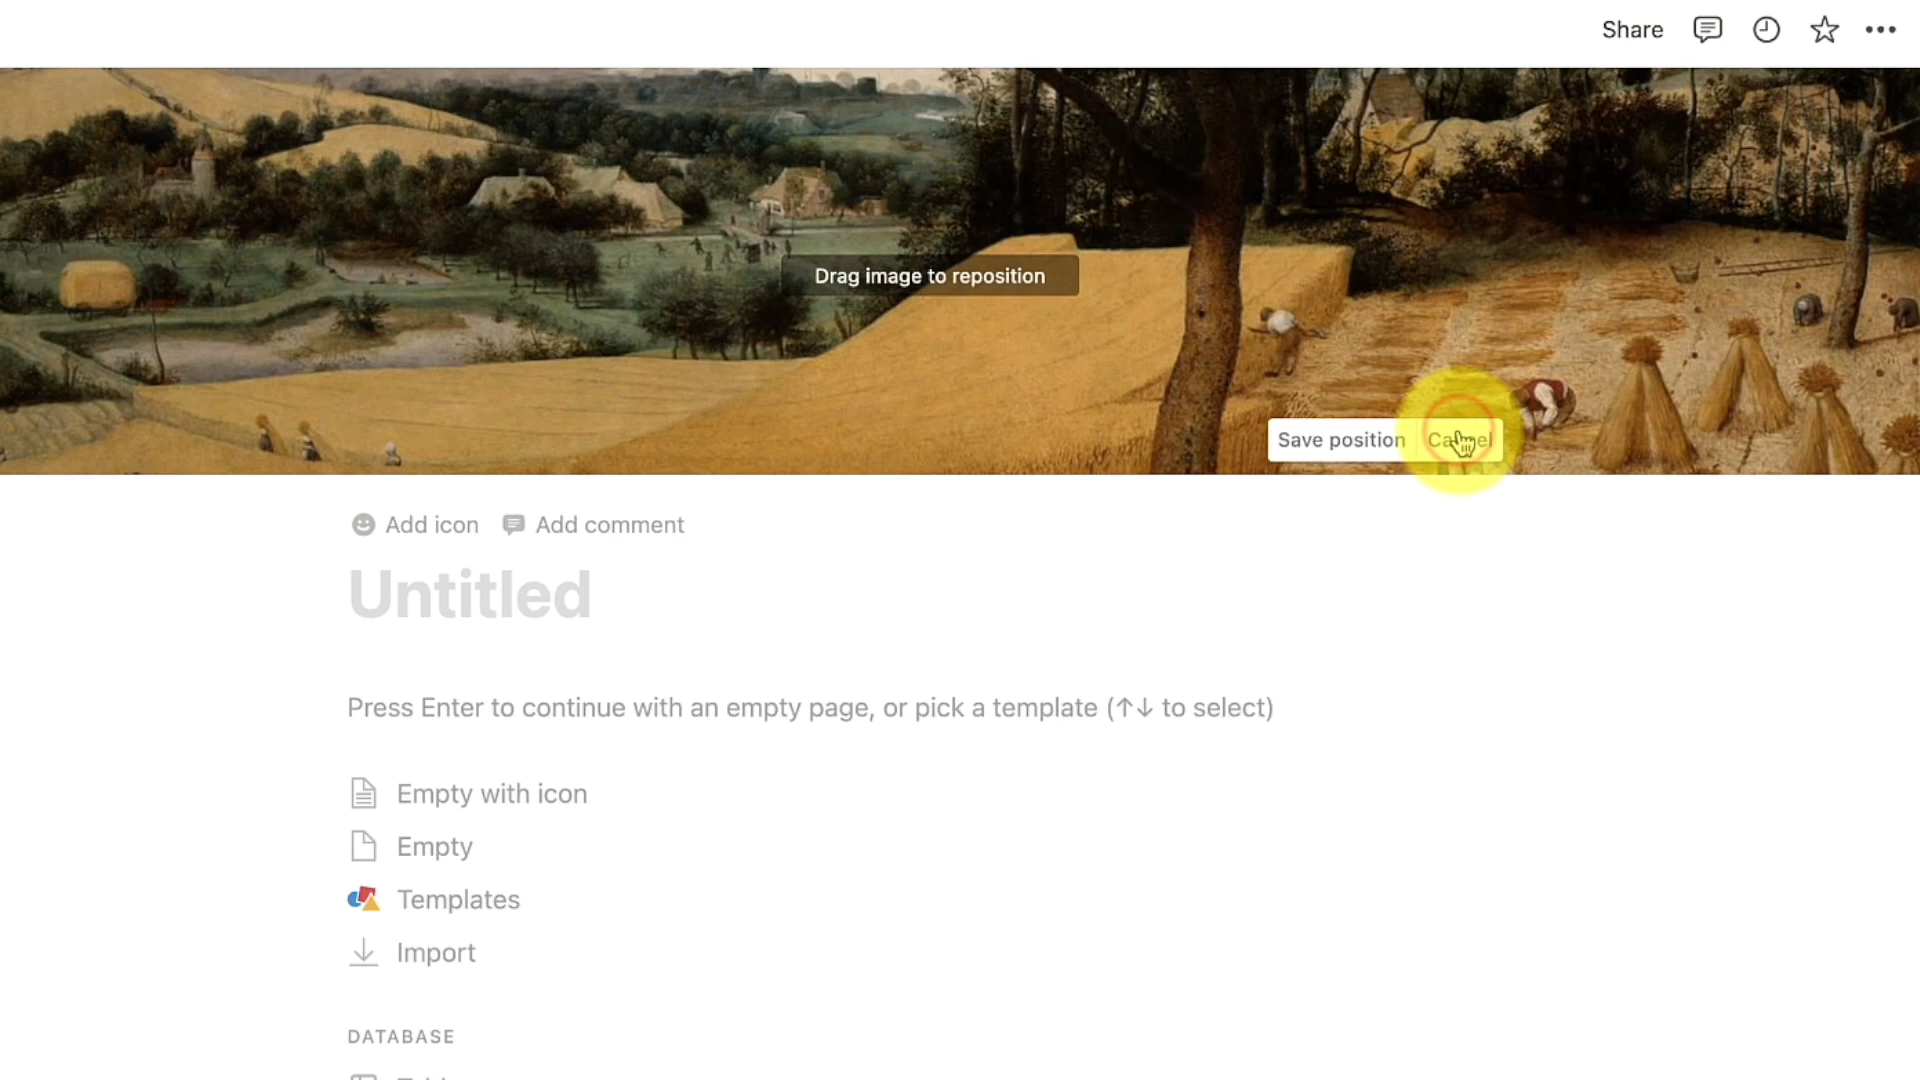 Share
Drag image to reposition
Save position
Add icon
Add comment
Untitled
Press Enter to continue with an empty page, or pick a template (↑↓ to select)
Empty with icon
Empty
Templates
Import
DATABASE